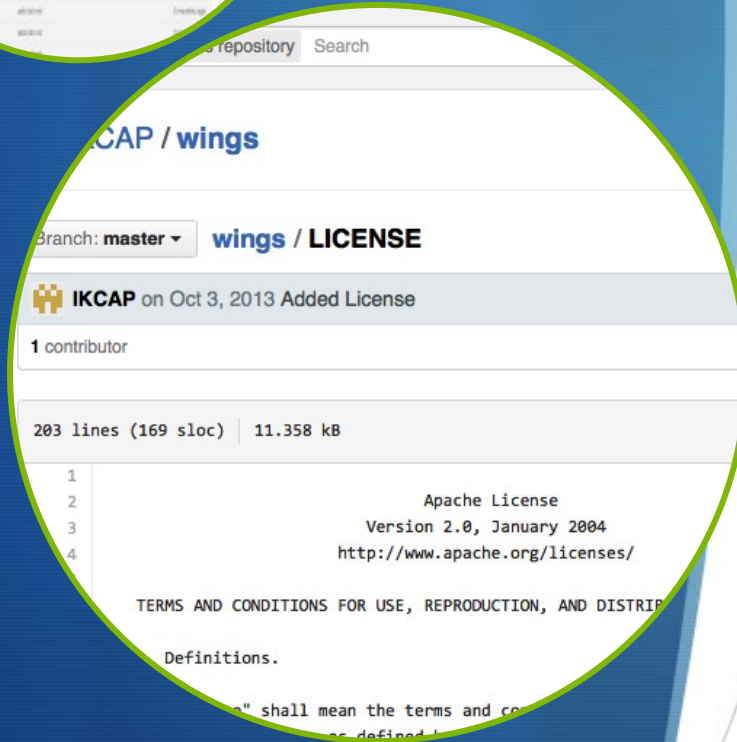 repository Search
CAP / wings
Branch: master
wings / LICENSE
IKCAP on Oct 3, 2013 Added License
1 contributor
203 lines (169 sloc) 11.358 kB
1
2 Apache License
3 Version 2.0, January 2004
4 http://www.apache.org/licenses/
TERMS AND CONDITIONS FOR USE, REPRODUCTION, AND DISTRIB
Definitions.
" shall mean the terms and co
as defined b